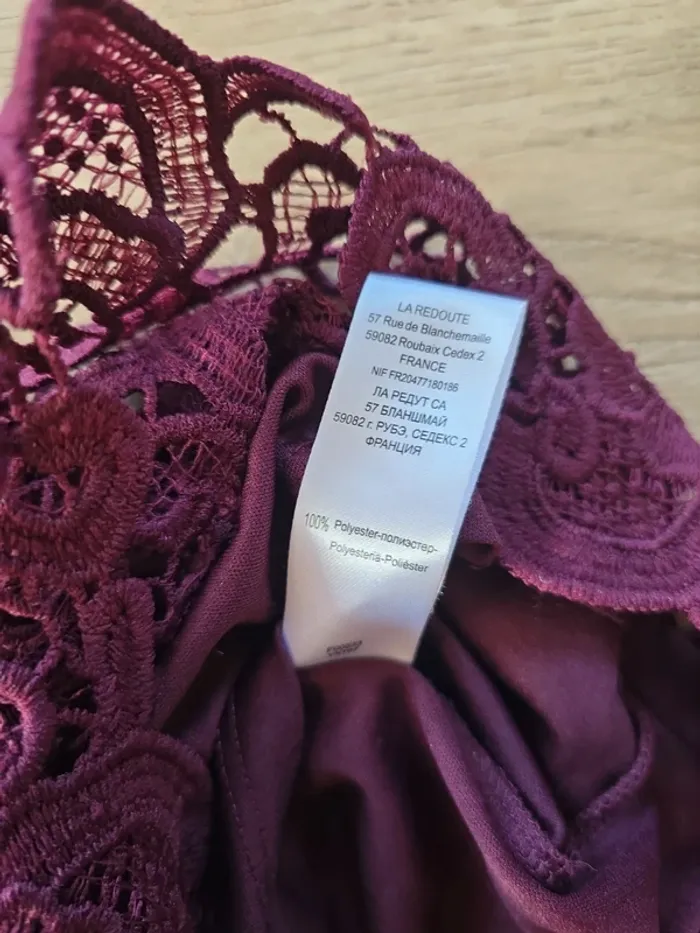 LA REDOUTE
57 Rue de Blanchemaille
59082 Roubaix Cedex 2
FRANCE
NIF FR20477180186
ЛА РЕДУТ СА
57 БЛАНШМАЙ
59082 г. РУБЭ, СЕДЕКС 2
ФРАНЦИЯ
100% Polyester-полиэстер-
Polyesteriä-Poliéster